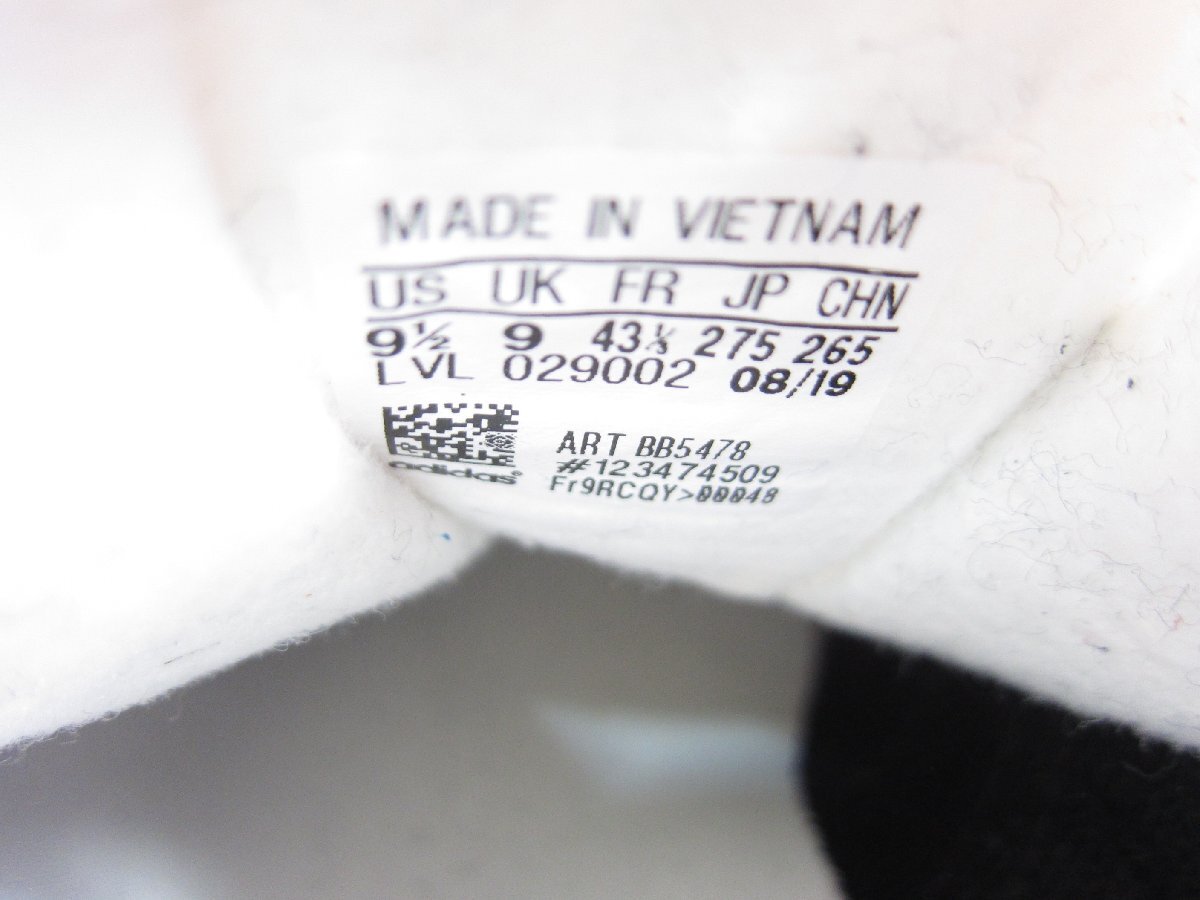 MADE IN VIETNAM
US UK FR JP CHN
9½ 9 43⅓ 275 265
LVL 029002 08/19
ART BB5478
#123474509
Fr9RCQY>00048
adidas